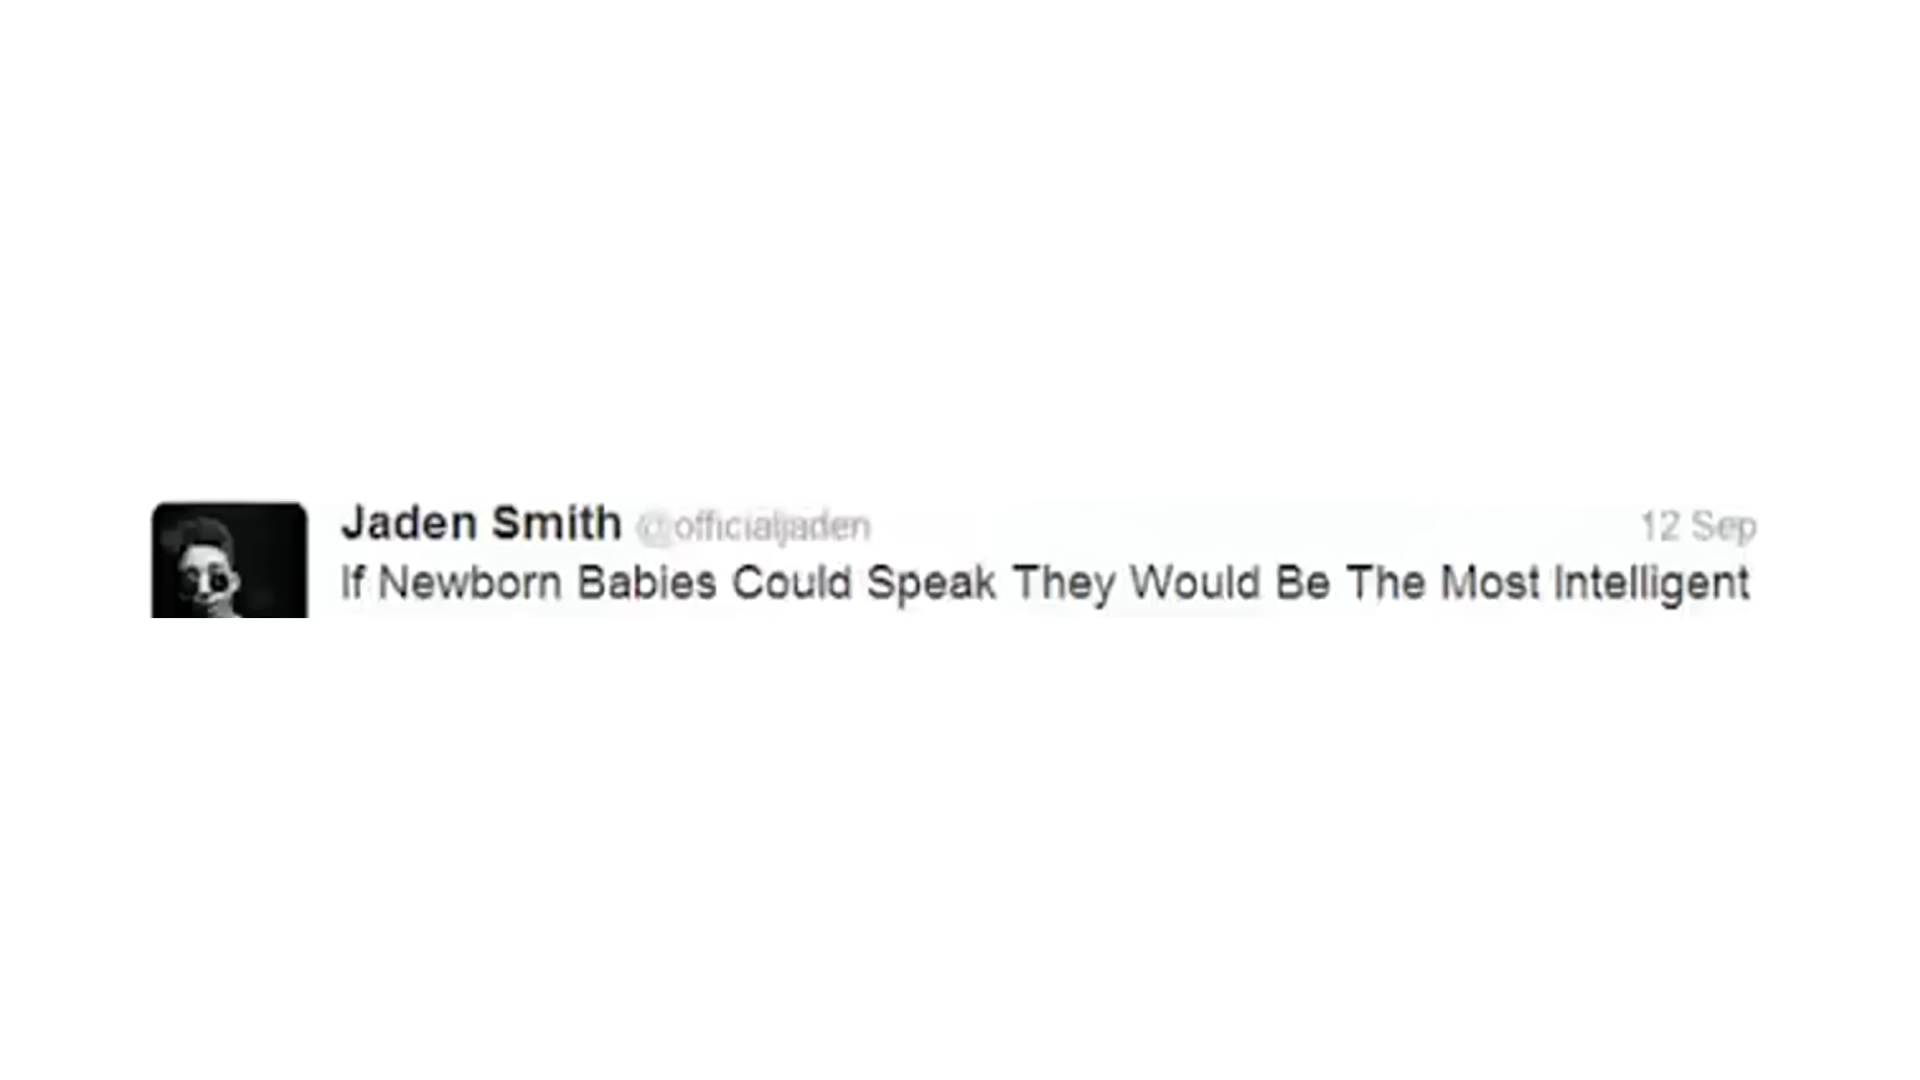 Jaden Smith @officialjaden 12 Sep
If Newborn Babies Could Speak They Would Be The Most Intelligent